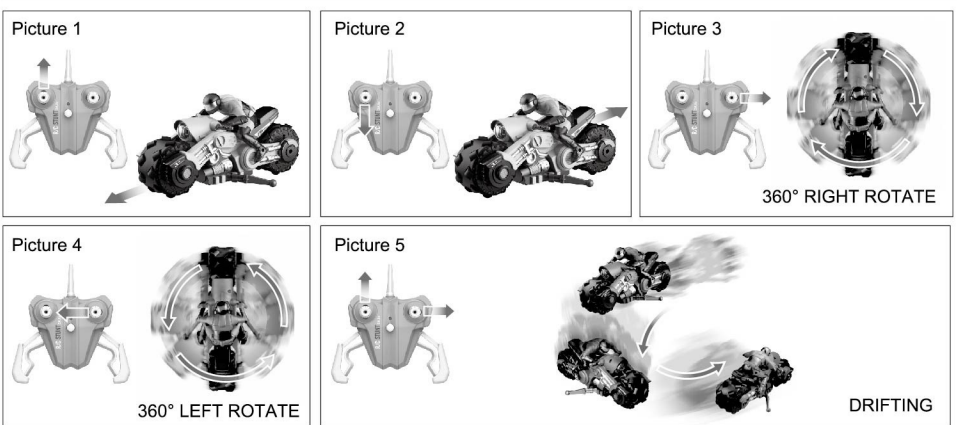 Picture 1
Picture 2
Picture 3
360° RIGHT ROTATE
Picture 4
360° LEFT ROTATE
Picture 5
DRIFTING